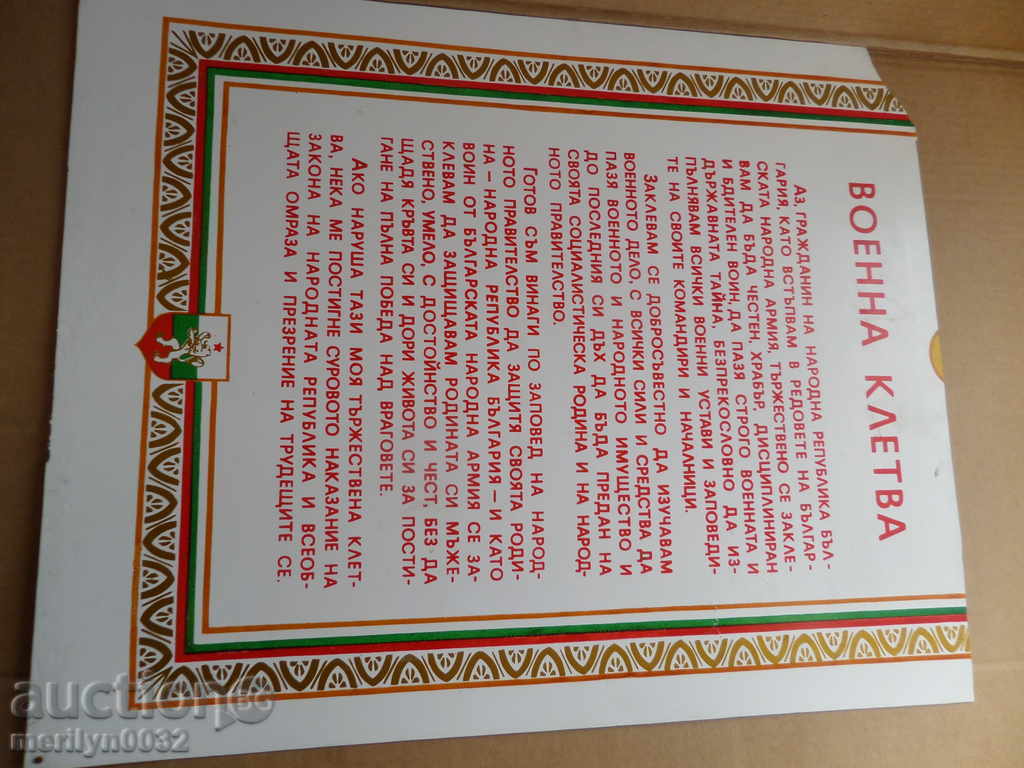 ВОЕННА КЛЕТВА
Аз, гражданин на Народна република Бъл-
гария, като встъпвам в редовете на Българ-
ската народна армия, тържествено се закле-
вам да бъда честен, храбър, дисциплиниран
и бдителен воин, да пазя строго военната и
държавната тайна, безпрекословно да из-
пълнявам всички военни устави и заповеди-
те на своите командири и началници.
Заклевам се добросъвестно да изучавам
военното дело, с всички сили и средства да
пазя военното и народното имущество и
до последния си дъх да бъда предан на
своята социалистическа родина и на народ-
ното правителство.
Готов съм винаги по заповед на народ-
ното правителство да защитя своята роди-
на — Народна република България — и като
воин от Българската народна армия се за-
клевам да защищавам родината си мъже-
ствено, умело, с достойнство и чест, без да
щадя кръвта си и дори живота си за пости-
гане на пълна победа над враговете.
Ако наруша тази моя тържествена клет-
ва, нека ме постигне суровото наказание на
закона на народната република и всеоб-
щата омраза и презрение на трудещите се.
auction
merilyn0032